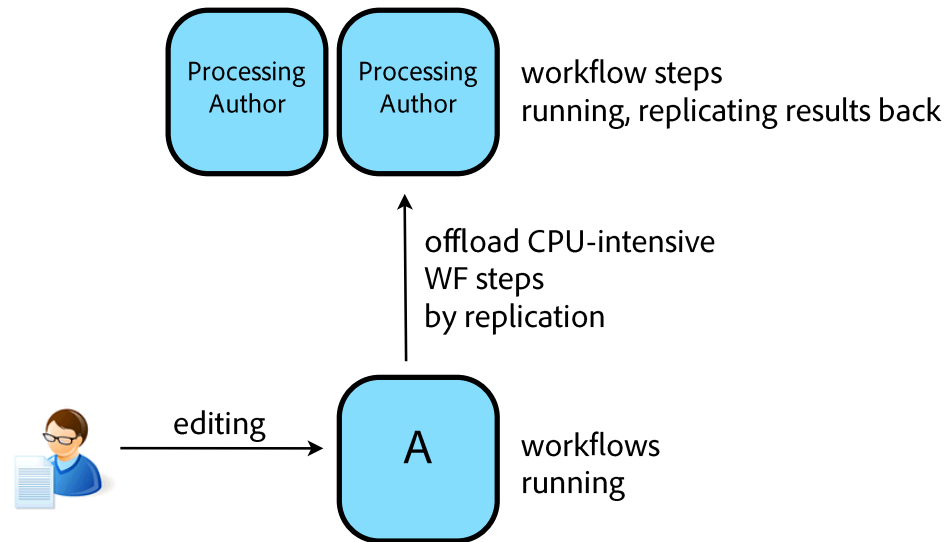 Processing
Author
Processing
Author
workflow steps
running, replicating results back
offload CPU-intensive
WF steps
by replication
editing
A
workflows
running